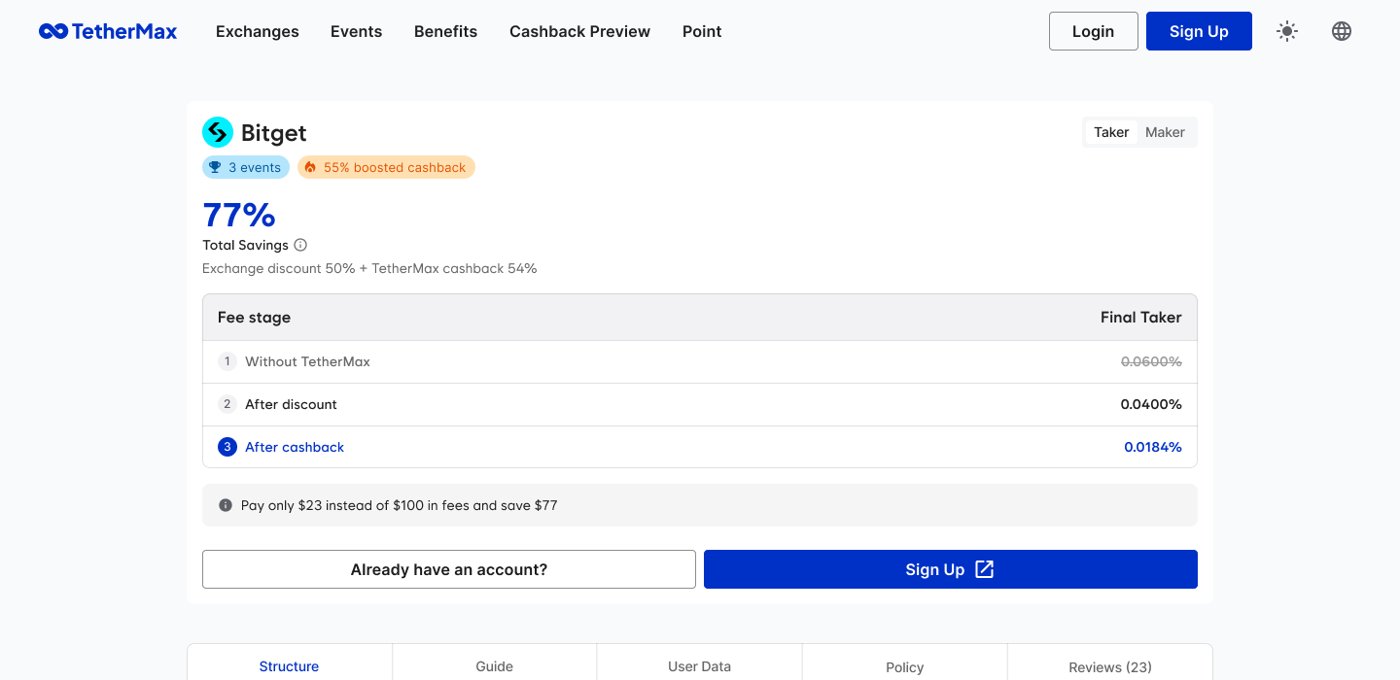 TetherMax Exchanges Events Benefits Cashback Preview Point Login Sign Up
Bitget Taker Maker
3 events 55% boosted cashback
77%
Total Savings
Exchange discount 50% + TetherMax cashback 54%
Fee stage Final Taker
1 Without TetherMax 0.0600%
2 After discount 0.0400%
3 After cashback 0.0184%
Pay only $23 instead of $100 in fees and save $77
Already have an account? Sign Up
Structure Guide User Data Policy Reviews (23)